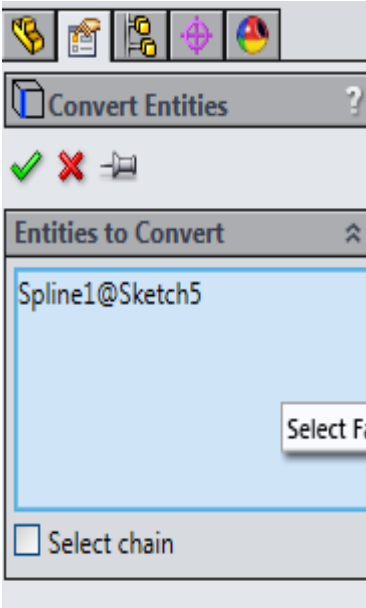 Convert Entities ?
Entities to Convert
Spline1@Sketch5
Select Fa
Select chain